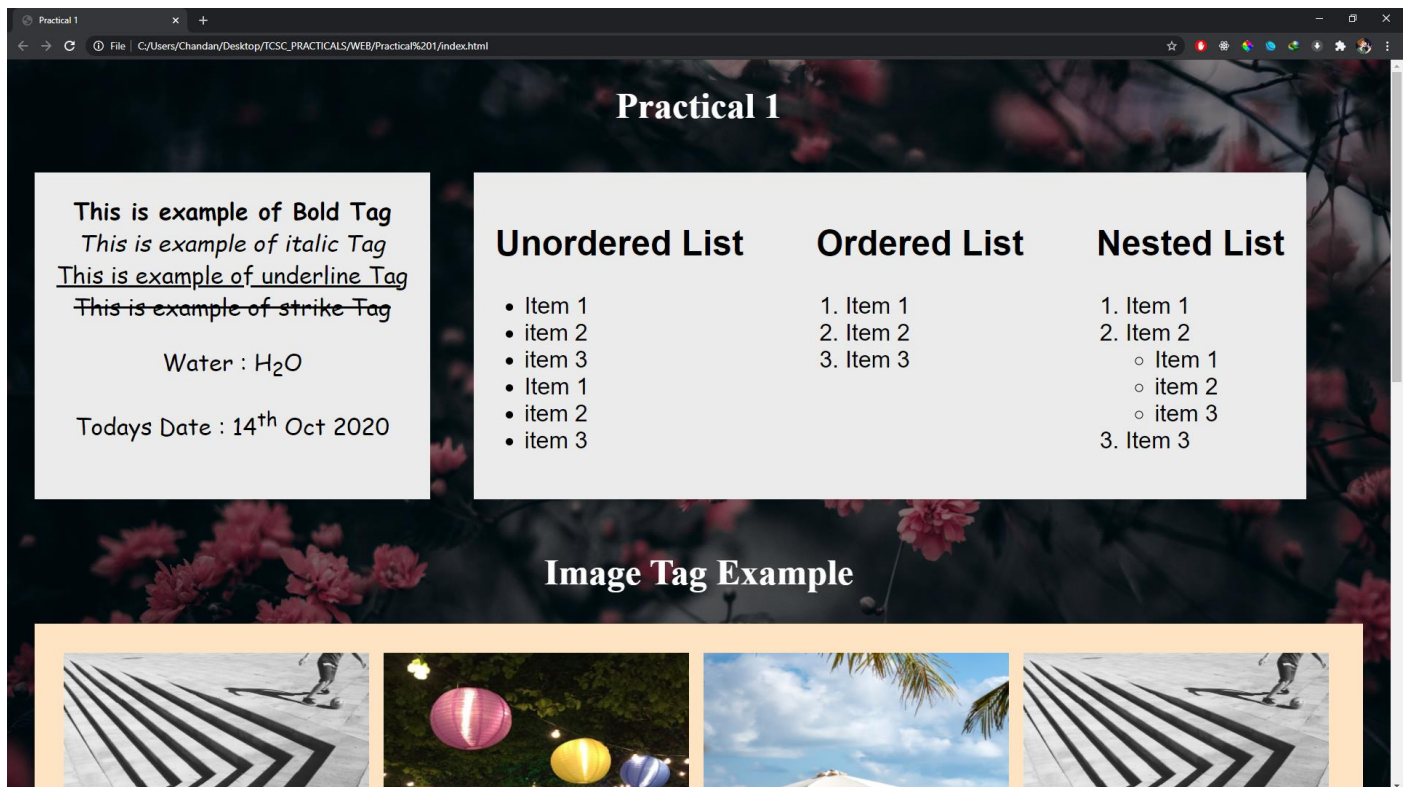 Practical 1
File C:/Users/Chandan/Desktop/TCSC_PRACTICALS/WEB/Practical%201/index.html
Practical 1
This is example of Bold Tag
This is example of italic Tag
This is example of underline Tag
This is example of strike Tag
Water : H₂O
Todays Date : 14ᵗʰ Oct 2020
Unordered List
• Item 1
• item 2
• item 3
• Item 1
• item 2
• item 3
Ordered List
1. Item 1
2. Item 2
3. Item 3
Nested List
1. Item 1
2. Item 2
○ Item 1
○ item 2
○ item 3
3. Item 3
Image Tag Example